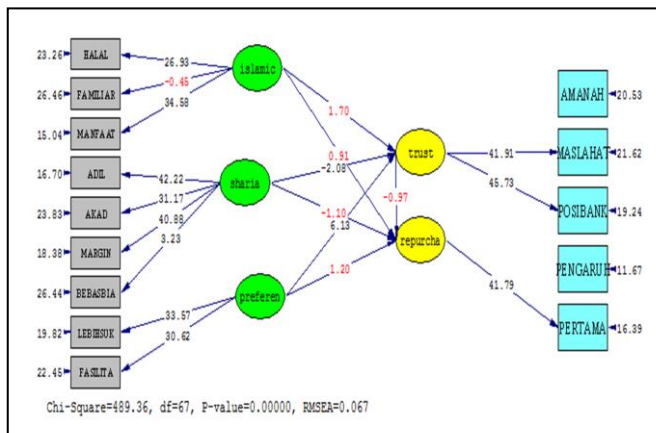 23.26 HALAL
26.93
islamic
26.46 FAMILIAR
-0.45
34.58
15.04 MANFAAT
1.70
AMANAH 20.53
16.70 ADIL
42.22
0.91
-2.08
trust
41.91
MASLAHAT 21.62
31.17
sharia
23.83 AKAD
40.88
-1.10
-0.97
45.73
POSIBANK 19.24
18.38 MARGIN
3.23
6.13
repurcha
26.44 BEBASBIA
1.20
PENGARUH 11.67
33.57
preferen
41.79
19.82 LEBIHSUK
30.62
PERTAMA 16.39
22.45 FASILITA
Chi-Square=489.36, df=67, P-value=0.00000, RMSEA=0.067